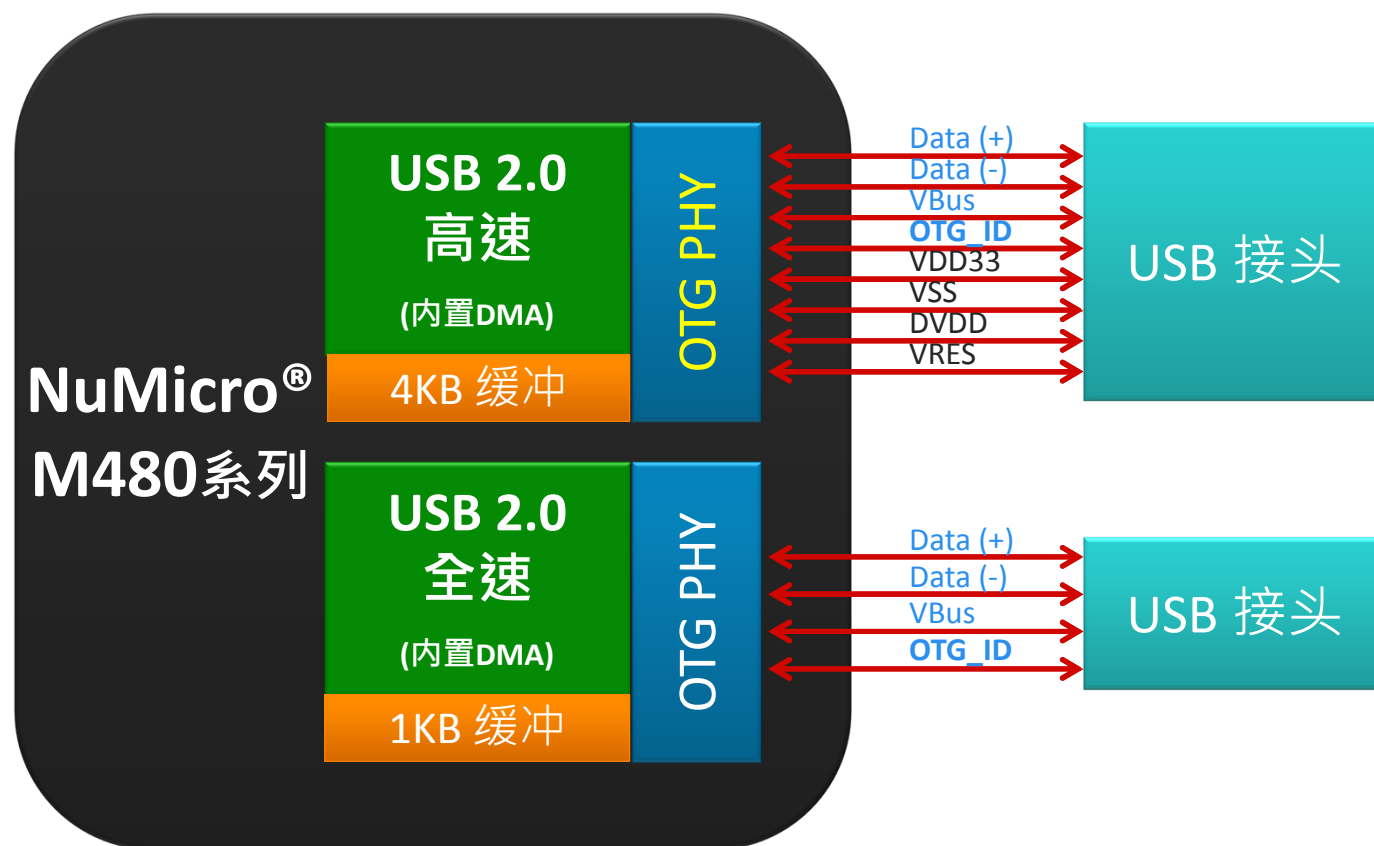 NuMicro®
M480系列
USB 2.0
高速
(内置DMA)
4KB 缓冲
OTG PHY
Data (+)
Data (-)
VBus
OTG_ID
VDD33
VSS
DVDD
VRES
USB 接头
USB 2.0
全速
(内置DMA)
1KB 缓冲
OTG PHY
Data (+)
Data (-)
VBus
OTG_ID
USB 接头